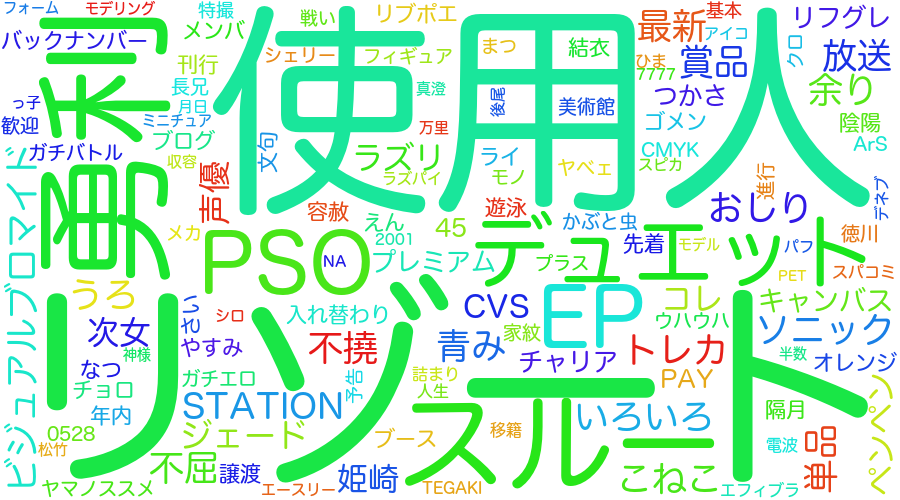 フォーム
モデリング
特撮
メンバ
戦い
リブポエ
最新
基本
リフグレ
バックナンバー
勇利
使用人
シェリー
フィギュア
まつ
結衣
アイコ
クロ
賞品
放送
刊行
長兄
ひま
7777
つかさ
余り
っ子
月日
真澄
後尾
美術館
歓迎
ミニチュア
ブログ
万里
ゴメン
陰陽
ガチバトル
文句
ラズリ
ライ
CMYK
ArS
収容
声優
ラズパイ
モノ
ヤベェ
スピカ
進行
デネブ
ビジュアルブロマイド
容赦
遊泳
かぶと虫
おしり
メカ
PSO
えん
2001
45
デュエット
先着
モデル
パフ
徳川
NA
プレミアム
プラス
PET
スパコミ
うろ
さい
シロ
入れ替わり
リゾスルート
CVS
EP
コレ
キャンバス
次女
やすみ
不撓
青み
家紋
ウハウハ
ソニック
神様
なつ
チャリア
トレカ
半数
オレンジ
チョロ
ガチエロ
予告
詰まり
人生
PAY
年内
STATION
いろいろ
隔月
ペンペン
0528
ジェード
ブース
移籍
電波
単品
松竹
不屈
譲渡
姫崎
こねこ
ヤマノススメ
エースリー
TEGAKI
エフィブラ